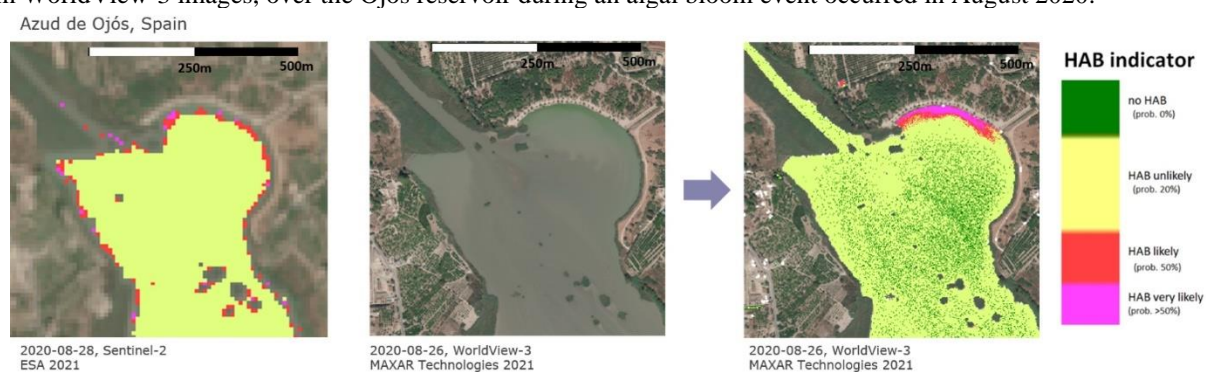 WorldView-3 images, over the Ojós reservoir during an algal bloom event occurred in August 2020.
Azud de Ojós, Spain
250m 500m
250m 500m
250m 500m
HAB indicator
no HAB
(prob. 0%)
HAB unlikely
(prob. 20%)
HAB likely
(prob. 50%)
HAB very likely
(prob. >50%)
2020-08-28, Sentinel-2
ESA 2021
2020-08-26, WorldView-3
MAXAR Technologies 2021
2020-08-26, WorldView-3
MAXAR Technologies 2021